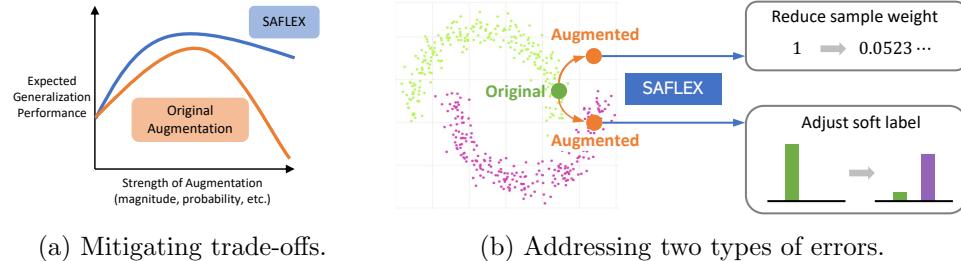 SAFLEX
Expected
Generalization
Performance
Original
Augmentation
Strength of Augmentation
(magnitude, probability, etc.)
(a) Mitigating trade-offs.
Augmented
Original
Augmented
SAFLEX
Reduce sample weight
1 0.0523 ⋯
Adjust soft label
(b) Addressing two types of errors.